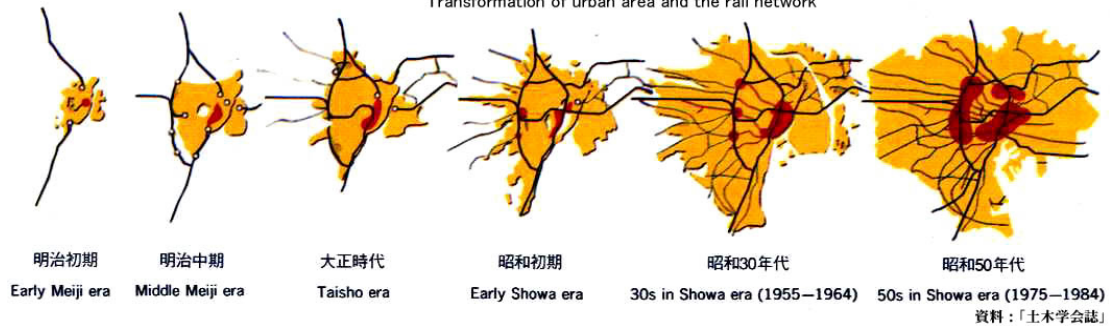 Transformation of urban area and the rail network
明治初期
明治中期
大正時代
昭和初期
昭和30年代
昭和50年代
Early Meiji era
Middle Meiji era
Taisho era
Early Showa era
30s in Showa era (1955—1964)
50s in Showa era (1975—1984)
資料：「土木学会誌」